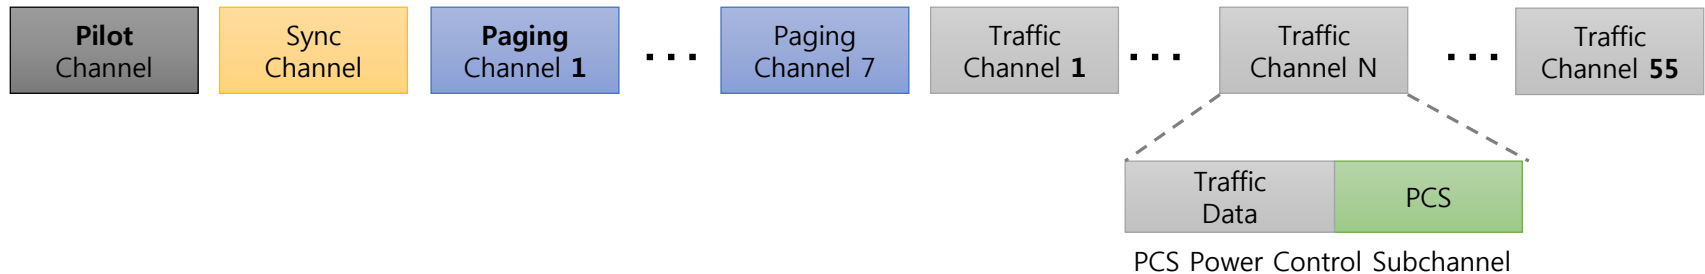 Pilot
Channel
Sync
Channel
Paging
Channel 1
...
Paging
Channel 7
Traffic
Channel 1
...
Traffic
Channel N
...
Traffic
Channel 55
Traffic
Data
PCS
PCS Power Control Subchannel